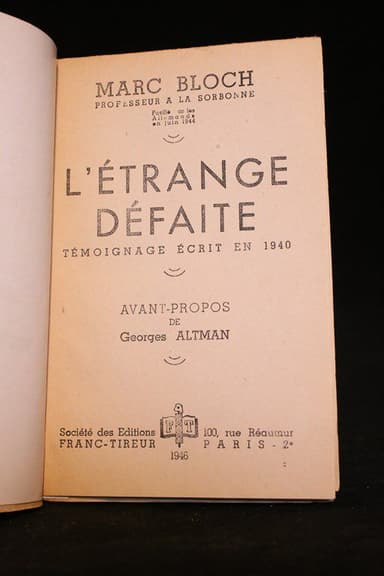 MARC BLOCH
PROFESSEUR A LA SORBONNE
Fusillé par les
Allemands
en juin 1944
L'ÉTRANGE
DÉFAITE
TÉMOIGNAGE ÉCRIT EN 1940
AVANT-PROPOS
DE
Georges ALTMAN
Société des Editions
FRANC-TIREUR
F T
1946
100, rue Réaumur
PARIS - 2e